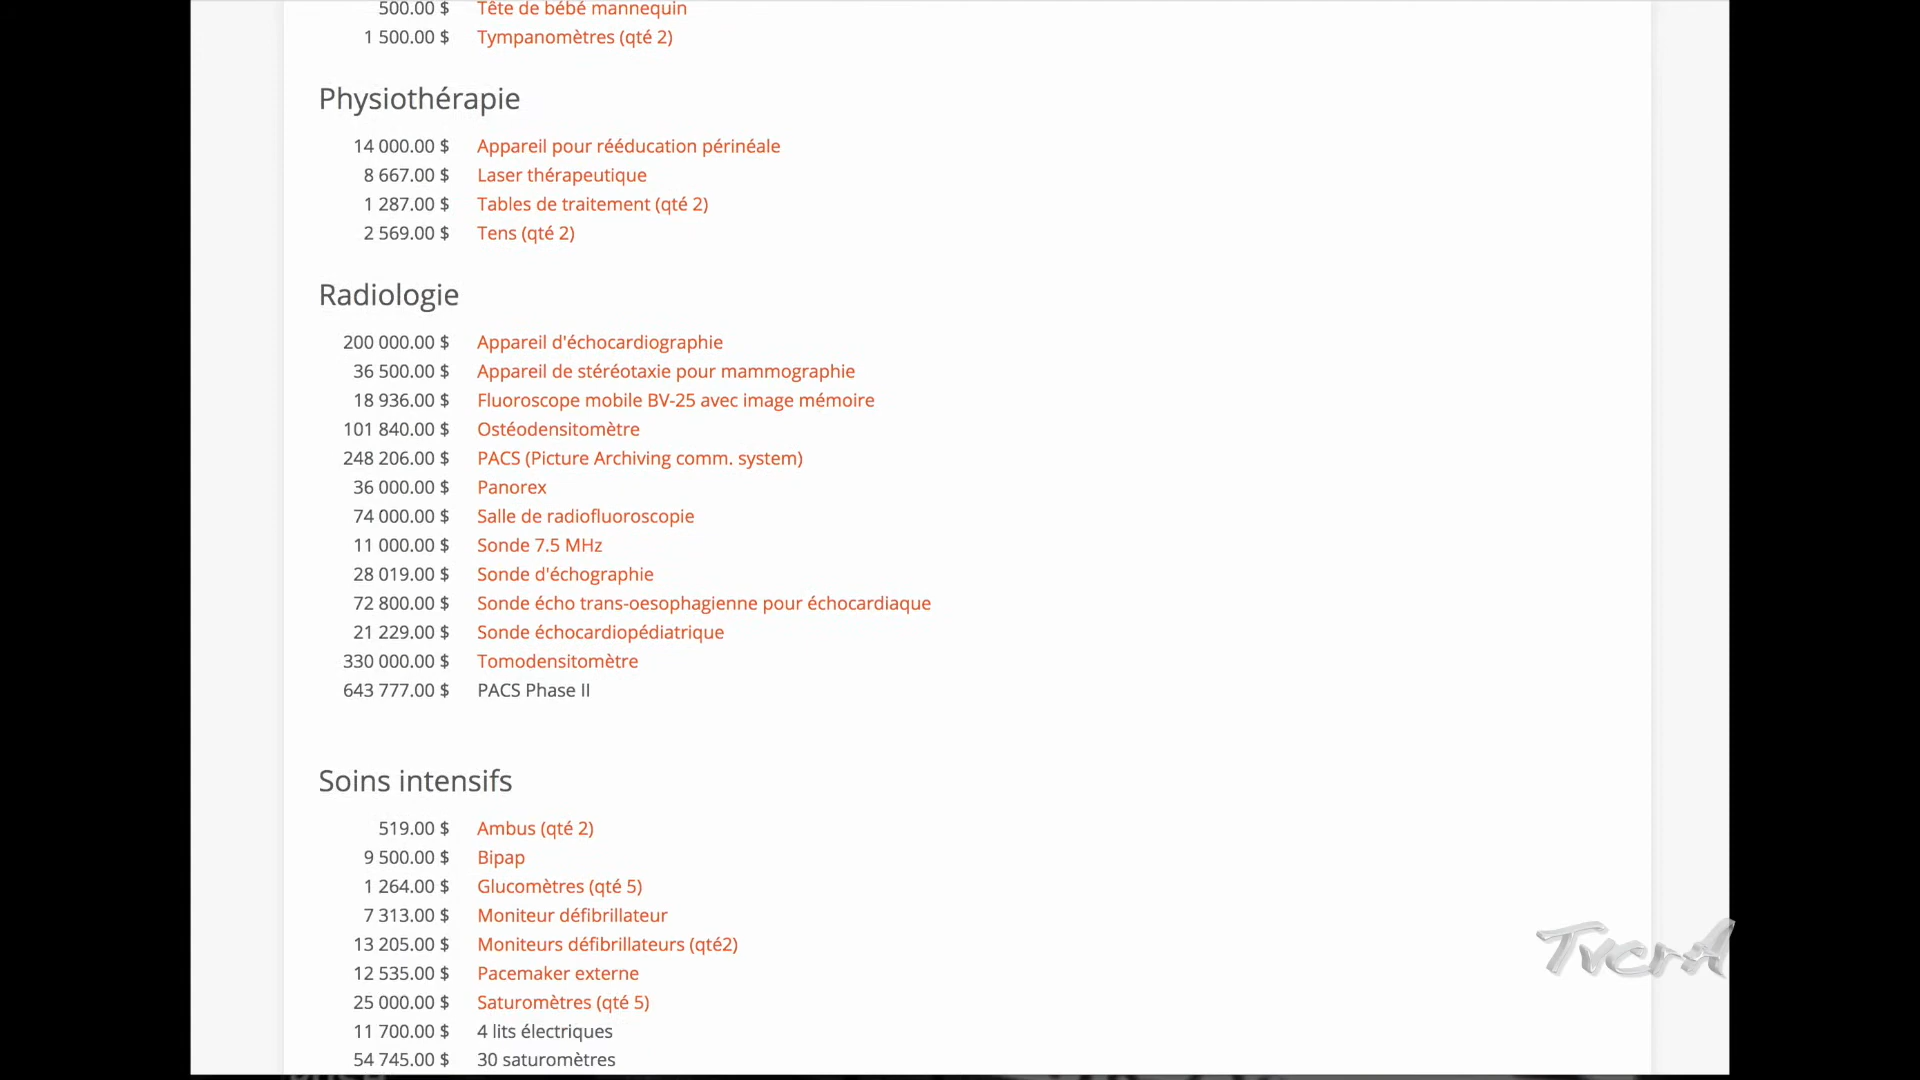 500.00 $ Tête de bébé mannequin
1 500.00 $ Tympanomètres (qté 2)
Physiothérapie
14 000.00 $ Appareil pour rééducation périnéale
8 667.00 $ Laser thérapeutique
1 287.00 $ Tables de traitement (qté 2)
2 569.00 $ Tens (qté 2)
Radiologie
200 000.00 $ Appareil d'échocardiographie
36 500.00 $ Appareil de stéréotaxie pour mammographie
18 936.00 $ Fluoroscope mobile BV-25 avec image mémoire
101 840.00 $ Ostéodensitomètre
248 206.00 $ PACS (Picture Archiving comm. system)
36 000.00 $ Panorex
74 000.00 $ Salle de radiofluoroscopie
11 000.00 $ Sonde 7.5 MHz
28 019.00 $ Sonde d'échographie
72 800.00 $ Sonde écho trans-oesophagienne pour échocardiaque
21 229.00 $ Sonde échocardiopédiatrique
330 000.00 $ Tomodensitomètre
643 777.00 $ PACS Phase II
Soins intensifs
519.00 $ Ambus (qté 2)
9 500.00 $ Bipap
1 264.00 $ Glucomètres (qté 5)
7 313.00 $ Moniteur défibrillateur
13 205.00 $ Moniteurs défibrillateurs (qté2)
12 535.00 $ Pacemaker externe
25 000.00 $ Saturomètres (qté 5)
11 700.00 $ 4 lits électriques
54 745.00 $ 30 saturomètres
TvcrA